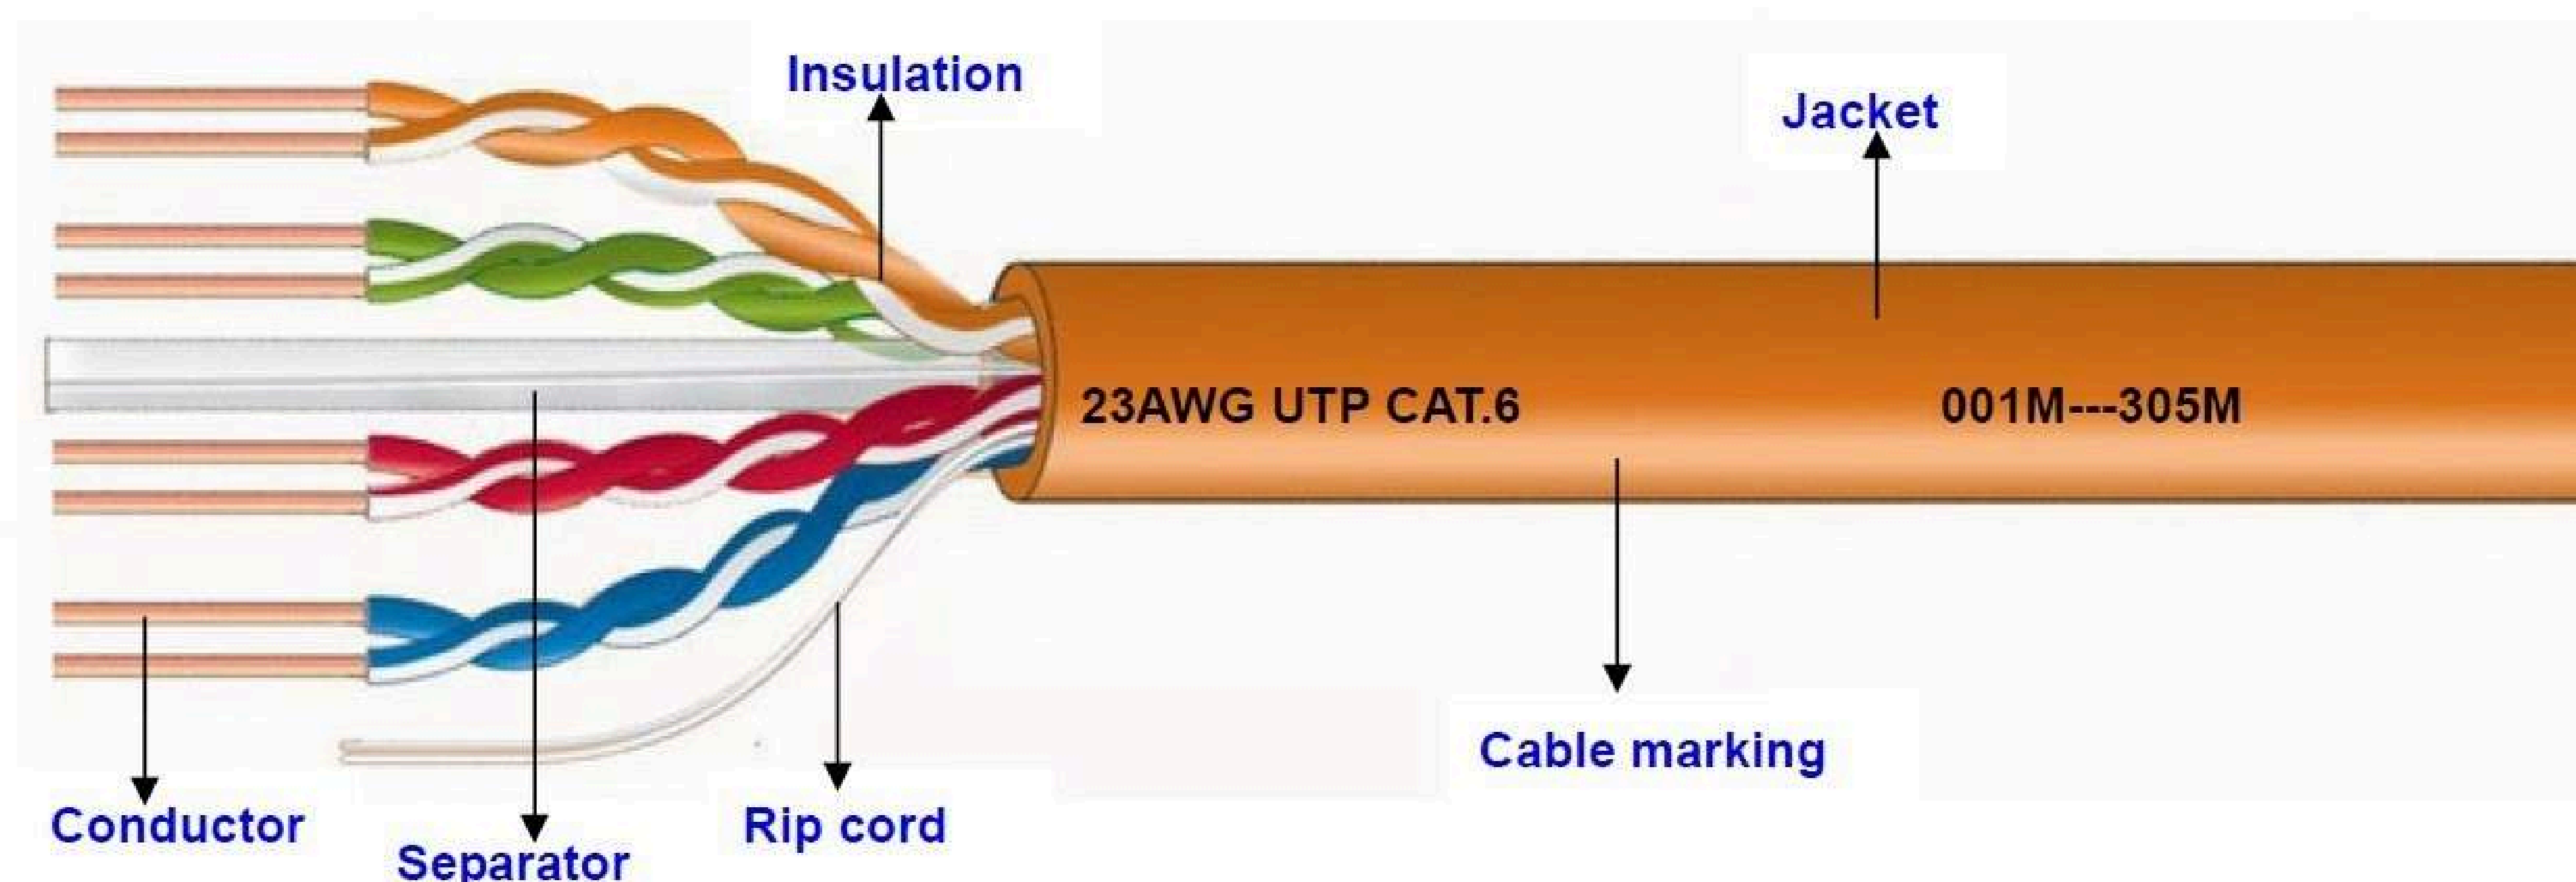 Insulation
Jacket
23AWG UTP CAT.6 001M---305M
Cable marking
Conductor
Rip cord
Separator